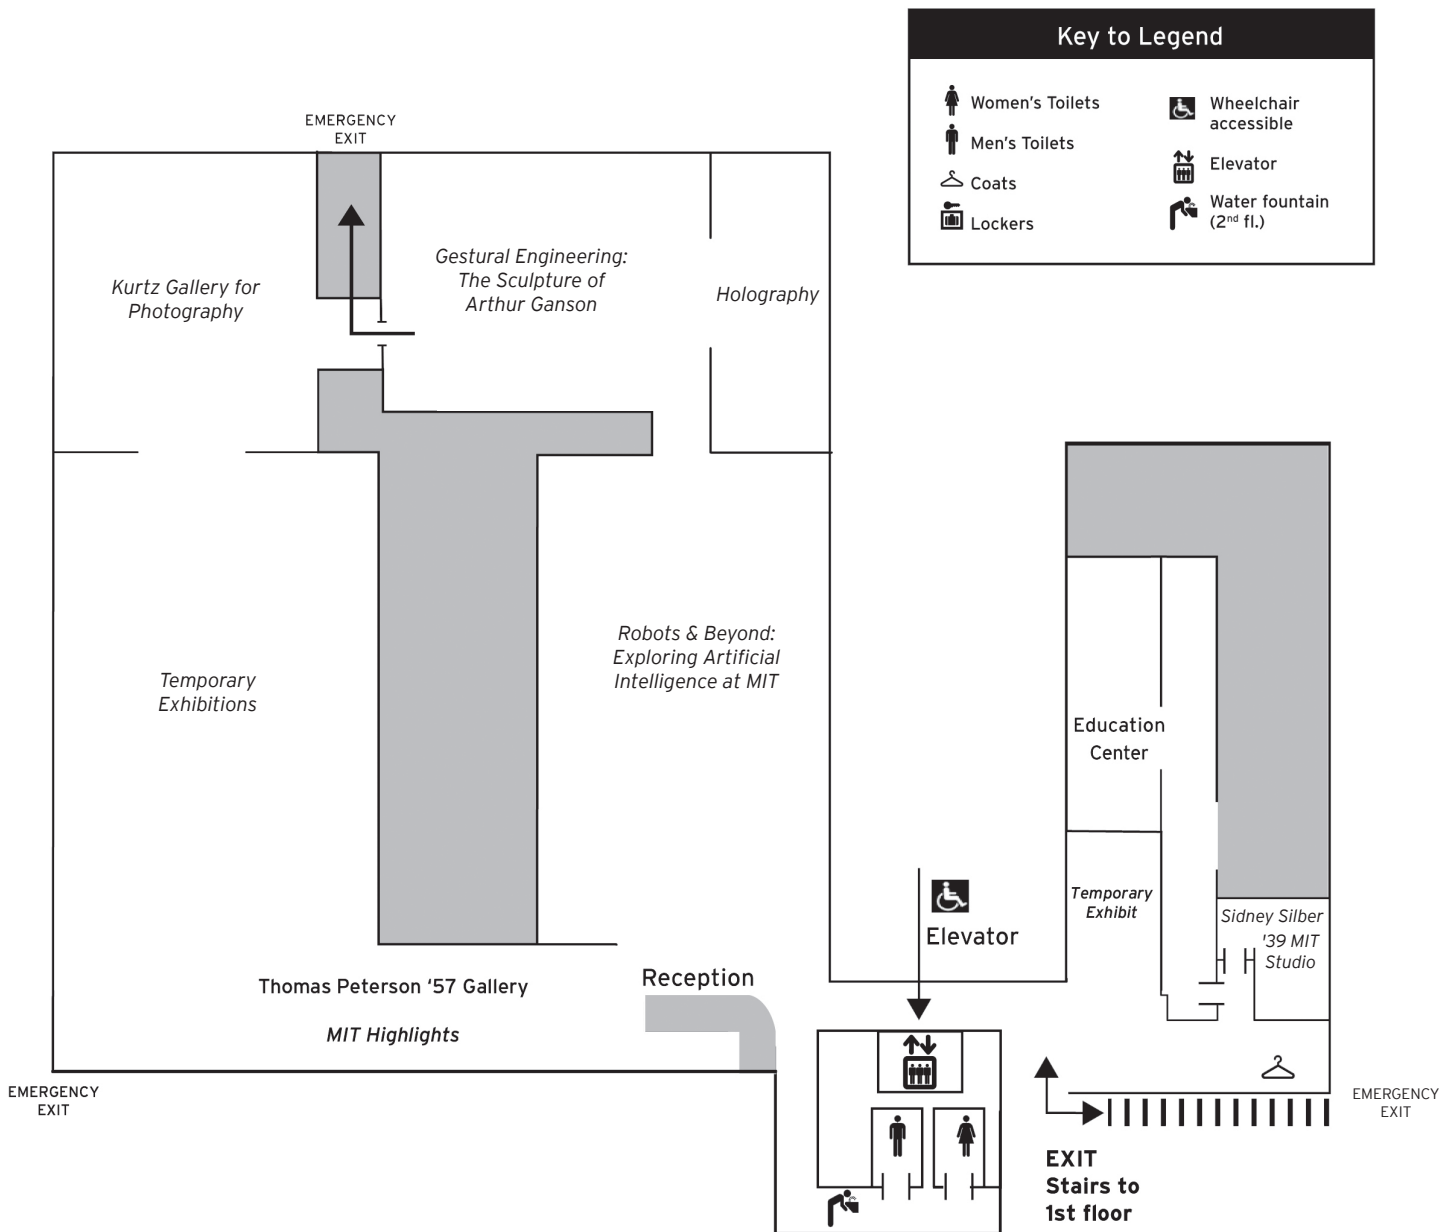 Key to Legend
Women's Toilets
Men's Toilets
Coats
Lockers
Wheelchair
accessible
Elevator
Water fountain
(2nd fl.)
EMERGENCY
EXIT
Kurtz Gallery for
Photography
Gestural Engineering:
The Sculpture of
Arthur Ganson
Holography
Temporary
Exhibitions
Robots & Beyond:
Exploring Artificial
Intelligence at MIT
Education
Center
Temporary
Exhibit
Sidney Silber
'39 MIT
Studio
Elevator
Reception
Thomas Peterson ‘57 Gallery
MIT Highlights
EMERGENCY
EXIT
EMERGENCY
EXIT
EXIT
Stairs to
1st floor